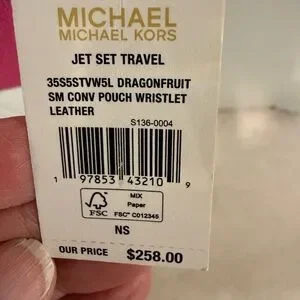 MICHAEL
MICHAEL KORS
JET SET TRAVEL
35S5STVW5L DRAGONFRUIT
SM CONV POUCH WRISTLET
LEATHER
S136-0004
1 97853 43210 9
FSC
MIX
Paper
FSC™ C012345
NS
OUR PRICE $258.00